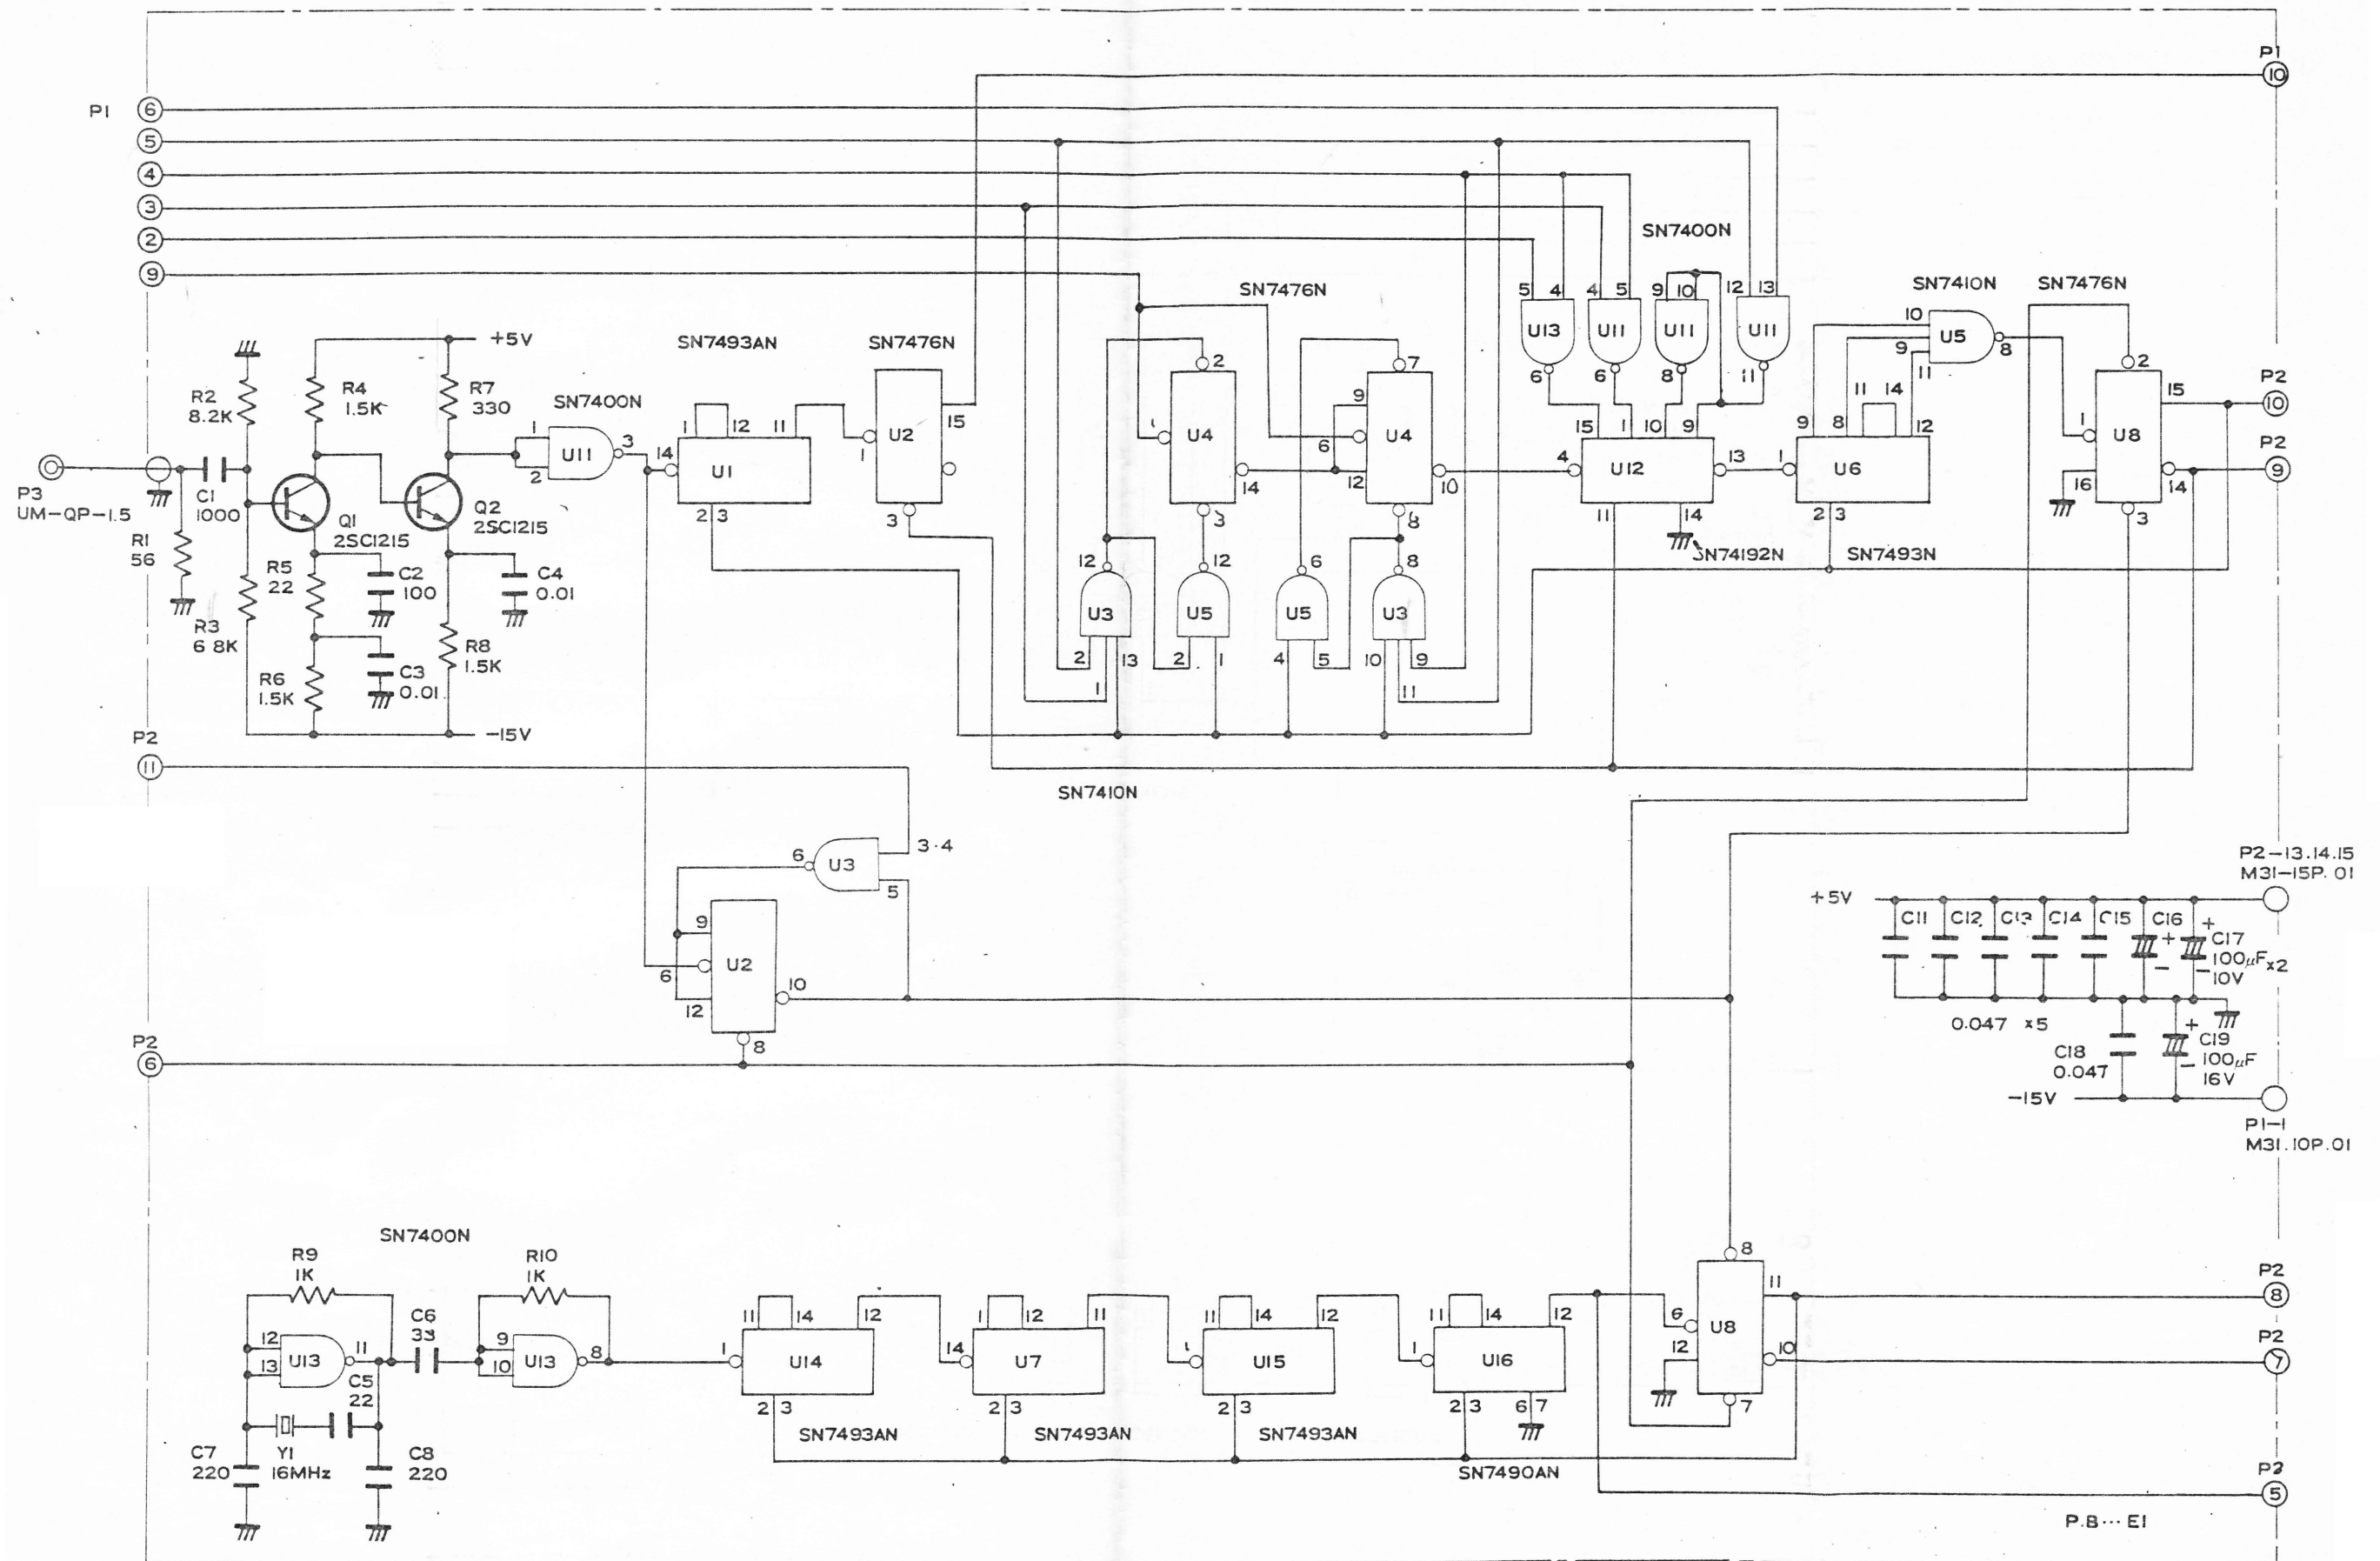 P1
10
P1
6
5
4
3
2
9
SN7400N
SN7476N
SN7410N
SN7476N
5 4
4 5
9 10
12 13
U13
U11
U11
U11
6
6
8
11
10
9
11
U5
8
+5V
SN7493AN
SN7476N
R2
8.2K
R4
1.5K
R7
330
SN7400N
1
2
U11
3
14
1
12
11
U1
2 3
1
U2
15
3
1
2
U4
14
3
9
6
12
7
U4
10
8
15
1
10
9
4
U12
13
11
14
9
8
11
14
12
1
U6
2 3
2
1
16
U8
15
14
3
P2
10
P2
9
P3
UM-QP-1.5
C1
1000
Q1
2SC1215
Q2
2SC1215
R1
56
R5
22
C2
100
C4
0.01
R3
6.8K
R8
1.5K
R6
1.5K
C3
0.01
-15V
SN74192N
SN7493N
12
U3
2
1
13
12
U5
2
1
6
U5
4
5
8
U3
10
11
9
P2
11
SN7410N
6
U3
3·4
5
9
6
12
U2
10
8
P2
6
P2-13.14.15
M31-15P.01
+5V
C11
C12
C13
C14
C15
C16
+
-
+
C17
100µF×2
-10V
0.047 ×5
C18
0.047
+
C19
100µF
-
16V
-15V
P1-1
M31.10P.01
SN7400N
R9
1K
R10
1K
12
13
U13
11
C6
33
9
10
U13
8
C5
22
C7
220
Y1
16MHz
C8
220
11
14
12
1
U14
2 3
SN7493AN
1
12
11
14
U7
2 3
SN7493AN
11
14
12
1
U15
2 3
SN7493AN
11
14
12
1
U16
2 3
6 7
SN7490AN
8
6
12
U8
11
10
7
P2
8
P2
7
P2
5
P.B···E1